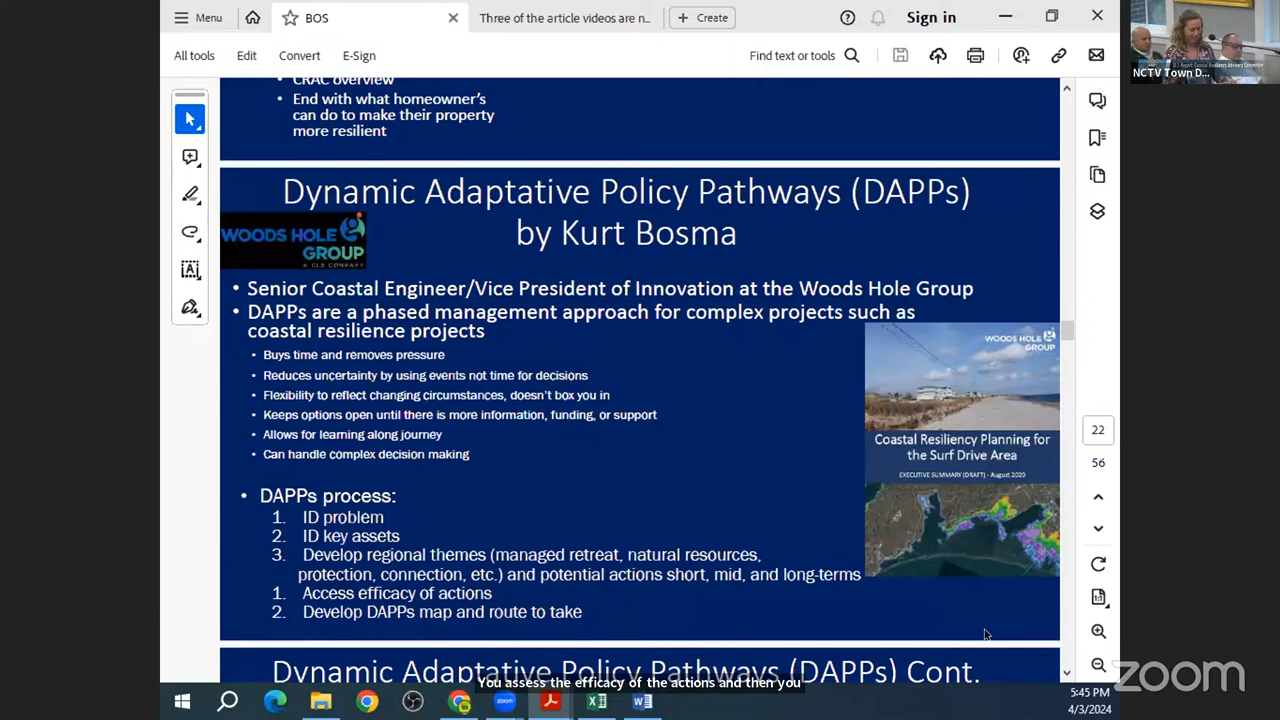 Menu
BOS
Three of the article videos are n...
Create
Sign in
All tools
Edit
Convert
E-Sign
Find text or tools
NCTV Town D...
CRAC overview
End with what homeowner's
can do to make their property
more resilient
Dynamic Adaptative Policy Pathways (DAPPs)
by Kurt Bosma
WOODS HOLE
GROUP
A CLS COMPANY
• Senior Coastal Engineer/Vice President of Innovation at the Woods Hole Group
• DAPPs are a phased management approach for complex projects such as
coastal resilience projects
• Buys time and removes pressure
• Reduces uncertainty by using events not time for decisions
• Flexibility to reflect changing circumstances, doesn't box you in
• Keeps options open until there is more information, funding, or support
• Allows for learning along journey
• Can handle complex decision making
WOODS HOLE
GROUP
Coastal Resiliency Planning for
the Surf Drive Area
EXECUTIVE SUMMARY (DRAFT) - August 2020
• DAPPs process:
1. ID problem
2. ID key assets
3. Develop regional themes (managed retreat, natural resources,
protection, connection, etc.) and potential actions short, mid, and long-terms
1. Access efficacy of actions
2. Develop DAPPs map and route to take
22
56
Dynamic Adaptative Policy Pathways (DAPPs) Cont.
You assess the efficacy of the actions and then you
zoom
5:45 PM
4/3/2024